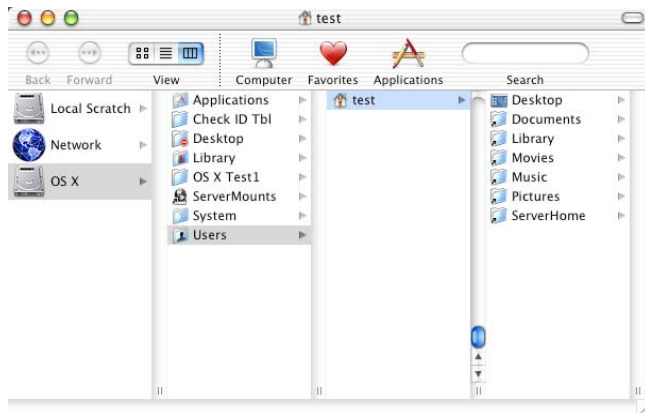 test
Back Forward View Computer Favorites Applications Search
Local Scratch
Network
OS X
Applications
Check ID Tbl
Desktop
Library
OS X Test1
ServerMounts
System
Users
test
Desktop
Documents
Library
Movies
Music
Pictures
ServerHome